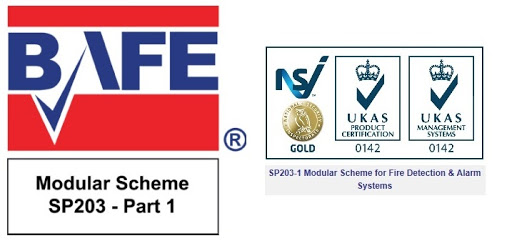 BAFE
®
Modular Scheme
SP203 - Part 1
NSI
GOLD
UKAS
PRODUCT
CERTIFICATION
0142
UKAS
MANAGEMENT
SYSTEMS
0142
SP203-1 Modular Scheme for Fire Detection & Alarm
Systems